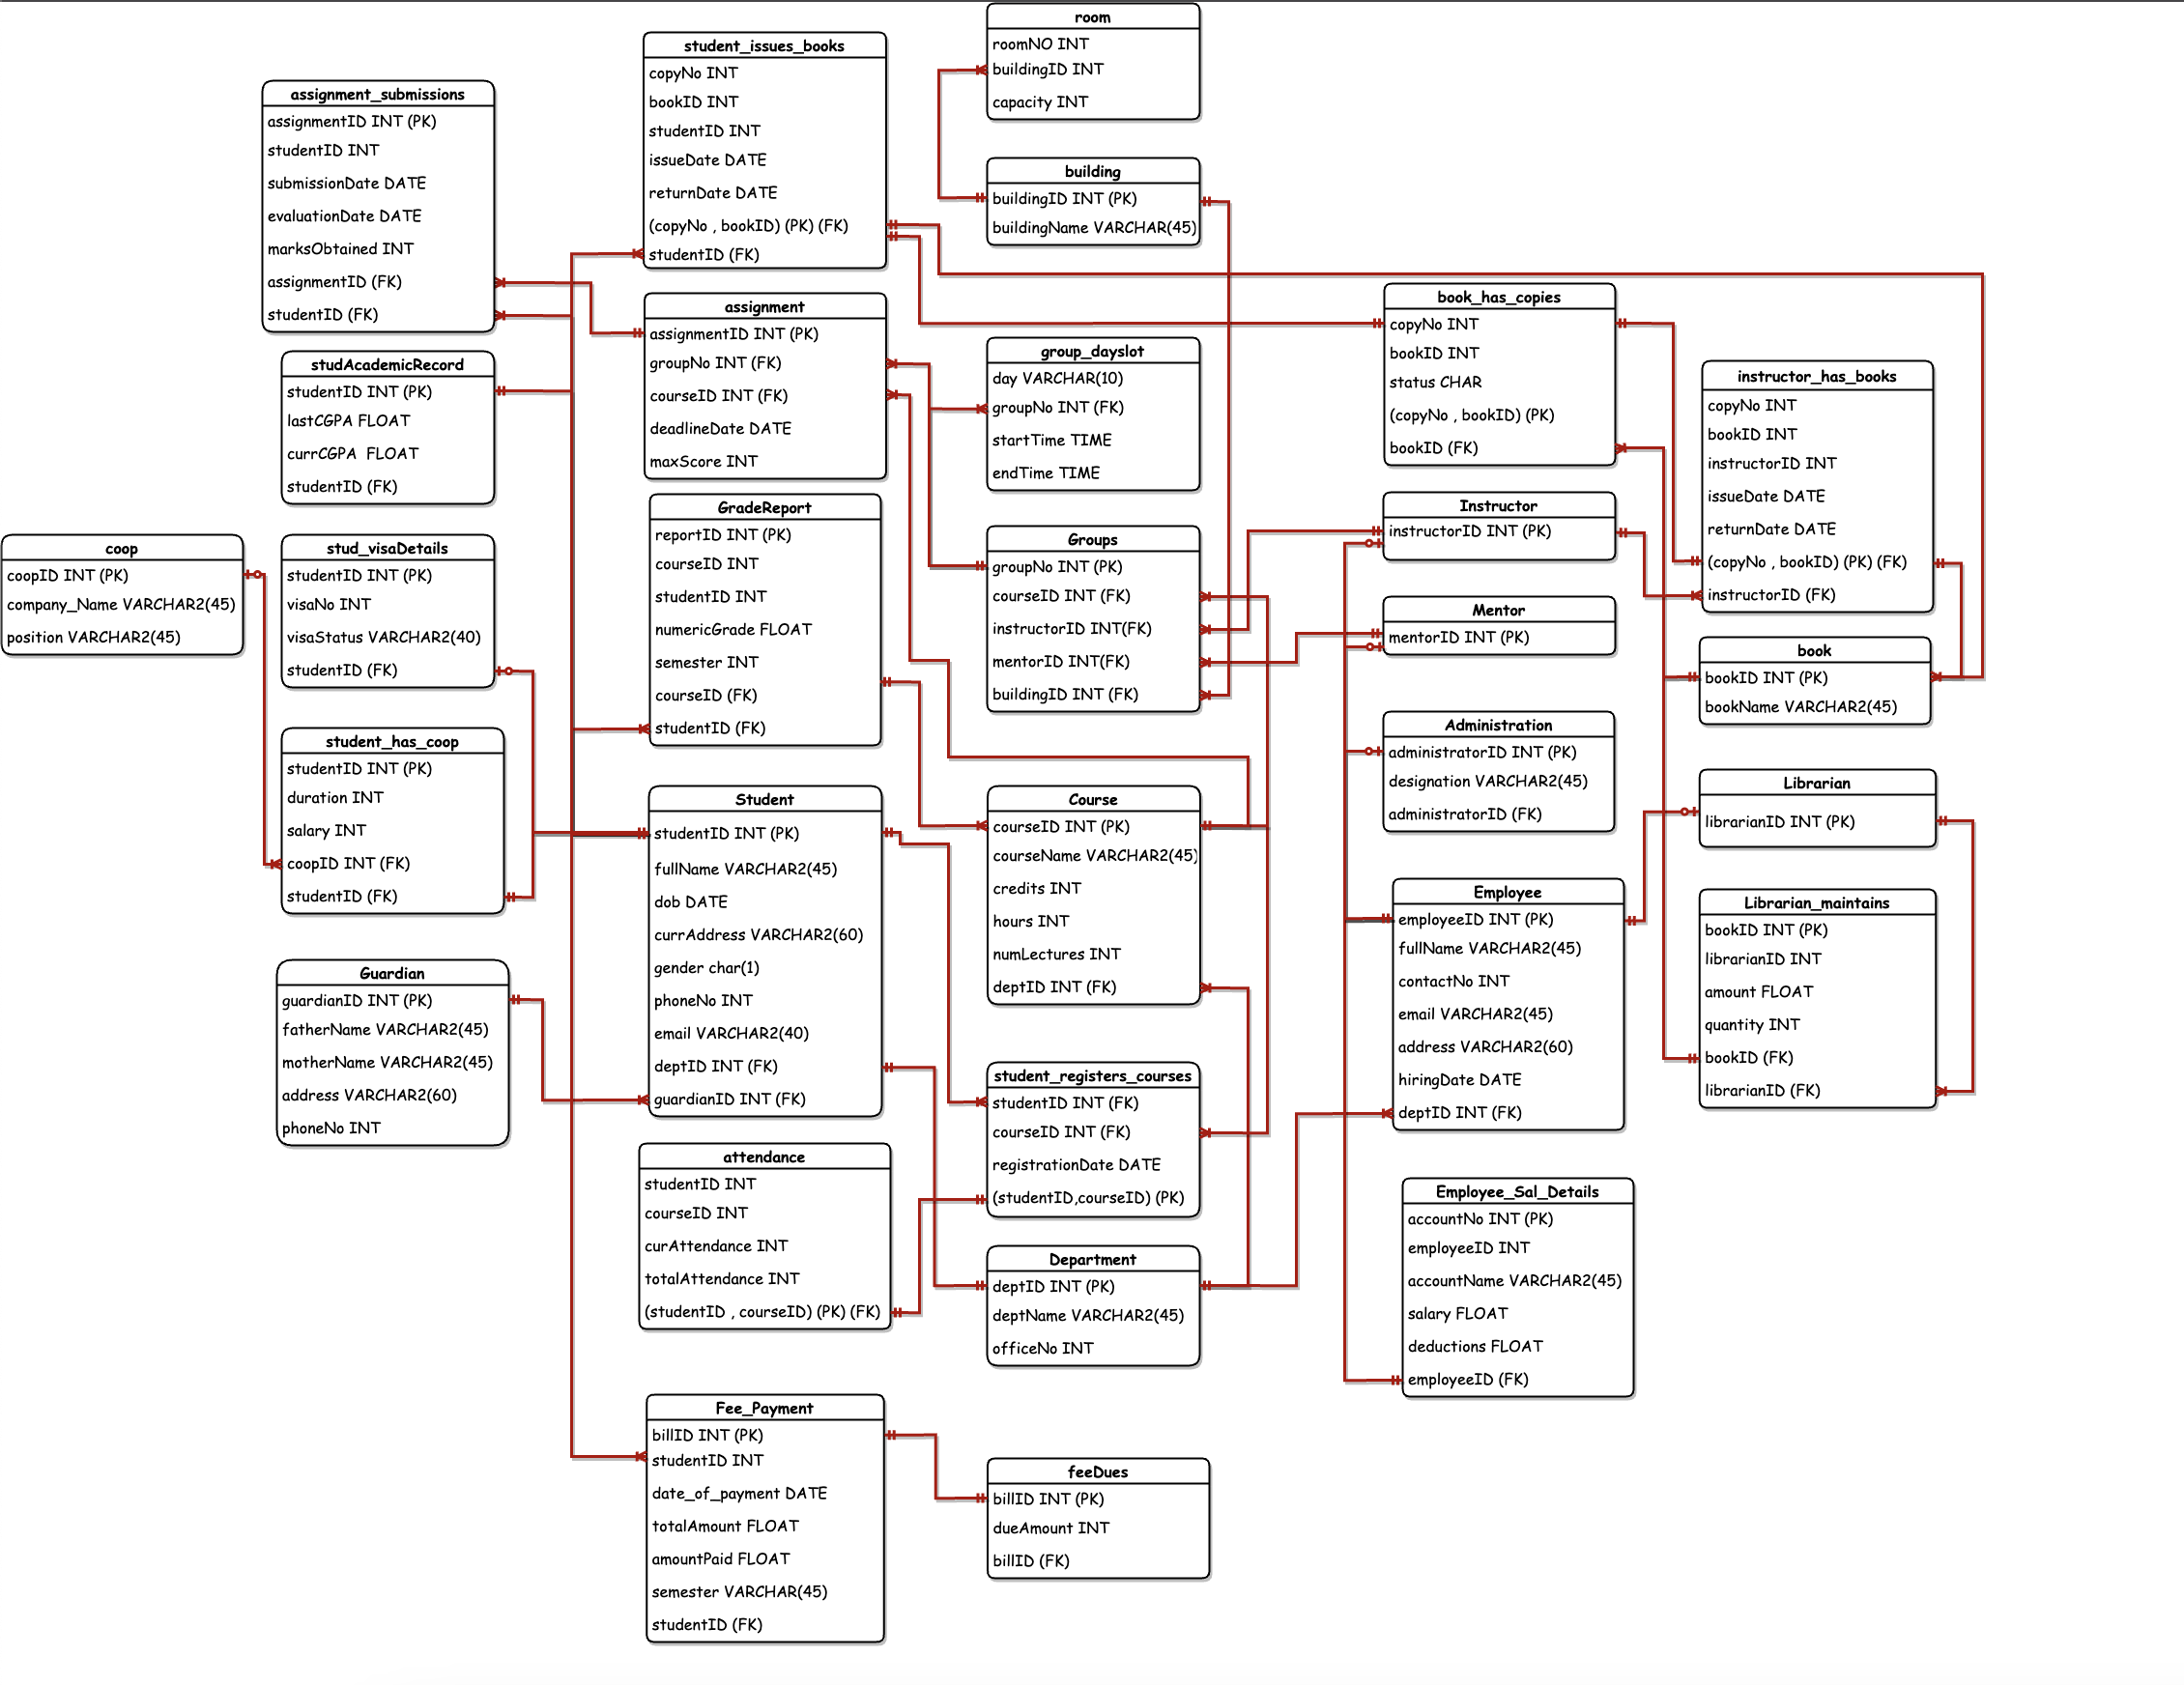 room
roomNO INT
buildingID INT
capacity INT
student_issues_books
copyNo INT
bookID INT
studentID INT
issueDate DATE
returnDate DATE
(copyNo , bookID) (PK) (FK)
studentID (FK)
assignment_submissions
assignmentID INT (PK)
studentID INT
submissionDate DATE
evaluationDate DATE
marksObtained INT
assignmentID (FK)
studentID (FK)
building
buildingID INT (PK)
buildingName VARCHAR(45)
book_has_copies
copyNo INT
bookID INT
status CHAR
(copyNo , bookID) (PK)
bookID (FK)
assignment
assignmentID INT (PK)
groupNo INT (FK)
courseID INT (FK)
deadlineDate DATE
maxScore INT
group_dayslot
day VARCHAR(10)
groupNo INT (FK)
startTime TIME
endTime TIME
studAcademicRecord
studentID INT (PK)
lastCGPA FLOAT
currCGPA  FLOAT
studentID (FK)
instructor_has_books
copyNo INT
bookID INT
instructorID INT
issueDate DATE
returnDate DATE
(copyNo , bookID) (PK) (FK)
instructorID (FK)
Instructor
instructorID INT (PK)
GradeReport
reportID INT (PK)
courseID INT
studentID INT
numericGrade FLOAT
semester INT
courseID (FK)
studentID (FK)
Groups
groupNo INT (PK)
courseID INT (FK)
instructorID INT(FK)
mentorID INT(FK)
buildingID INT (FK)
coop
coopID INT (PK)
company_Name VARCHAR2(45)
position VARCHAR2(45)
stud_visaDetails
studentID INT (PK)
visaNo INT
visaStatus VARCHAR2(40)
studentID (FK)
Mentor
mentorID INT (PK)
book
bookID INT (PK)
bookName VARCHAR2(45)
Administration
administratorID INT (PK)
designation VARCHAR2(45)
administratorID (FK)
student_has_coop
studentID INT (PK)
duration INT
salary INT
coopID INT (FK)
studentID (FK)
Student
studentID INT (PK)
fullName VARCHAR2(45)
dob DATE
currAddress VARCHAR2(60)
gender char(1)
phoneNo INT
email VARCHAR2(40)
deptID INT (FK)
guardianID INT (FK)
Course
courseID INT (PK)
courseName VARCHAR2(45)
credits INT
hours INT
numLectures INT
deptID INT (FK)
Librarian
librarianID INT (PK)
Employee
employeeID INT (PK)
fullName VARCHAR2(45)
contactNo INT
email VARCHAR2(45)
address VARCHAR2(60)
hiringDate DATE
deptID INT (FK)
Librarian_maintains
bookID INT (PK)
librarianID INT
amount FLOAT
quantity INT
bookID (FK)
librarianID (FK)
Guardian
guardianID INT (PK)
fatherName VARCHAR2(45)
motherName VARCHAR2(45)
address VARCHAR2(60)
phoneNo INT
student_registers_courses
studentID INT (FK)
courseID INT (FK)
registrationDate DATE
(studentID,courseID) (PK)
attendance
studentID INT
courseID INT
curAttendance INT
totalAttendance INT
(studentID , courseID) (PK) (FK)
Employee_Sal_Details
accountNo INT (PK)
employeeID INT
accountName VARCHAR2(45)
salary FLOAT
deductions FLOAT
employeeID (FK)
Department
deptID INT (PK)
deptName VARCHAR2(45)
officeNo INT
Fee_Payment
billID INT (PK)
studentID INT
date_of_payment DATE
totalAmount FLOAT
amountPaid FLOAT
semester VARCHAR(45)
studentID (FK)
feeDues
billID INT (PK)
dueAmount INT
billID (FK)